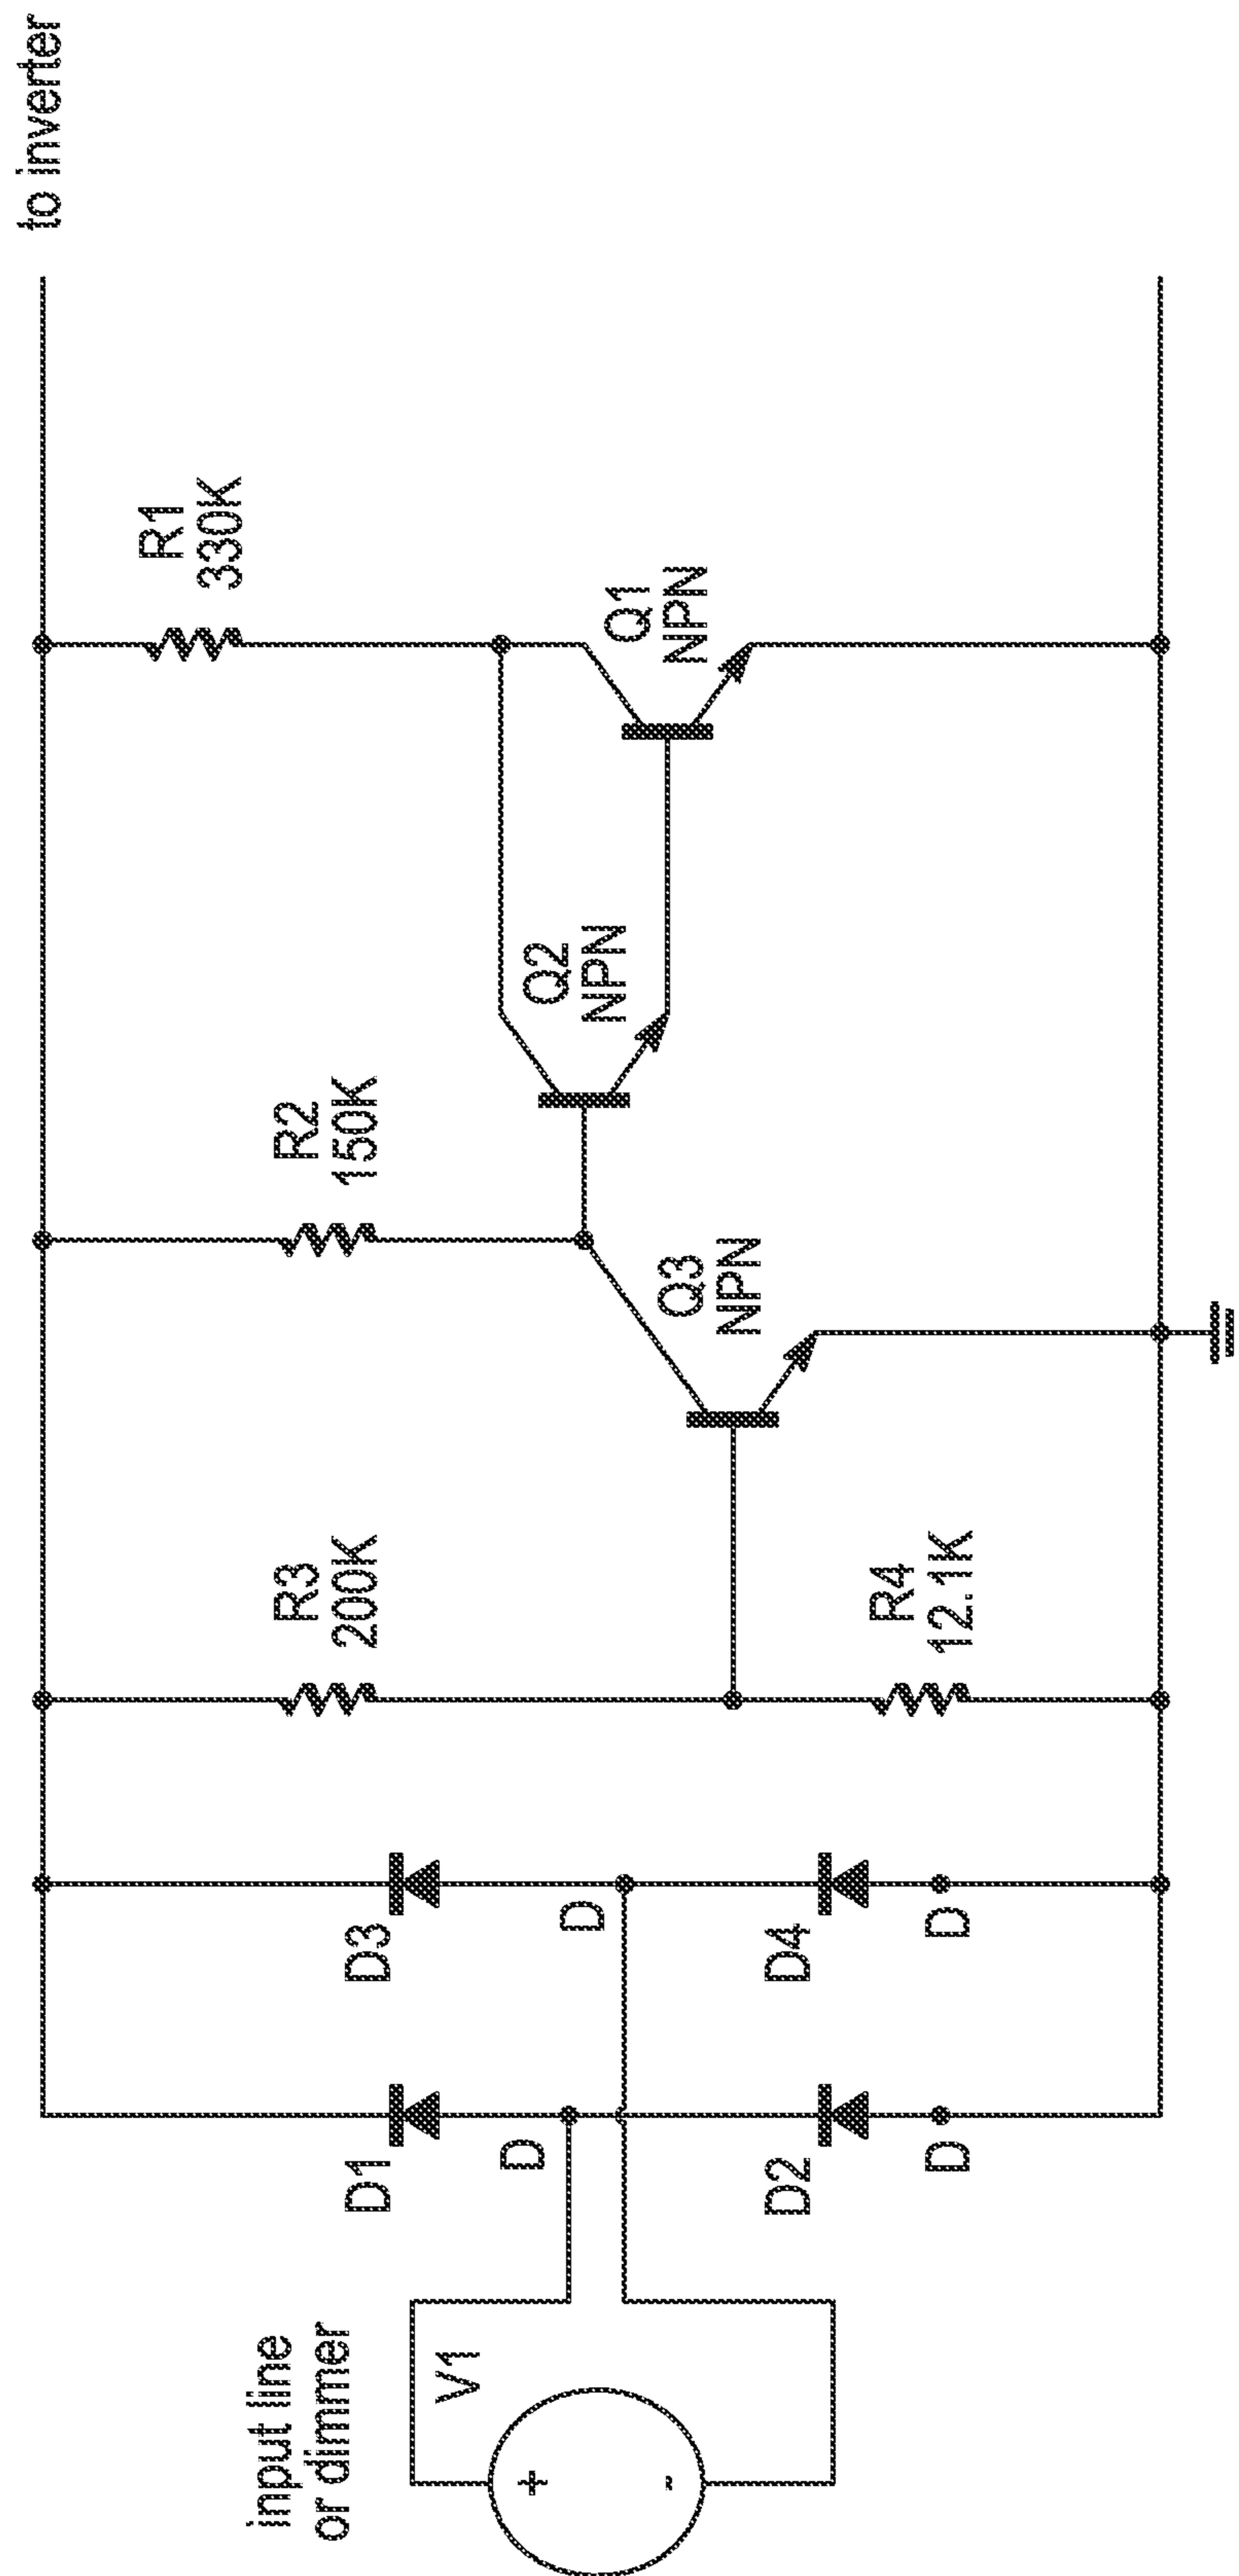 input line
or dimmer
V1
+
-
D1
D
D2
D
D3
D
D4
D
R3
200K
R4
12.1K
R2
150K
Q3
NPN
Q2
NPN
R1
330K
Q1
NPN
to inverter